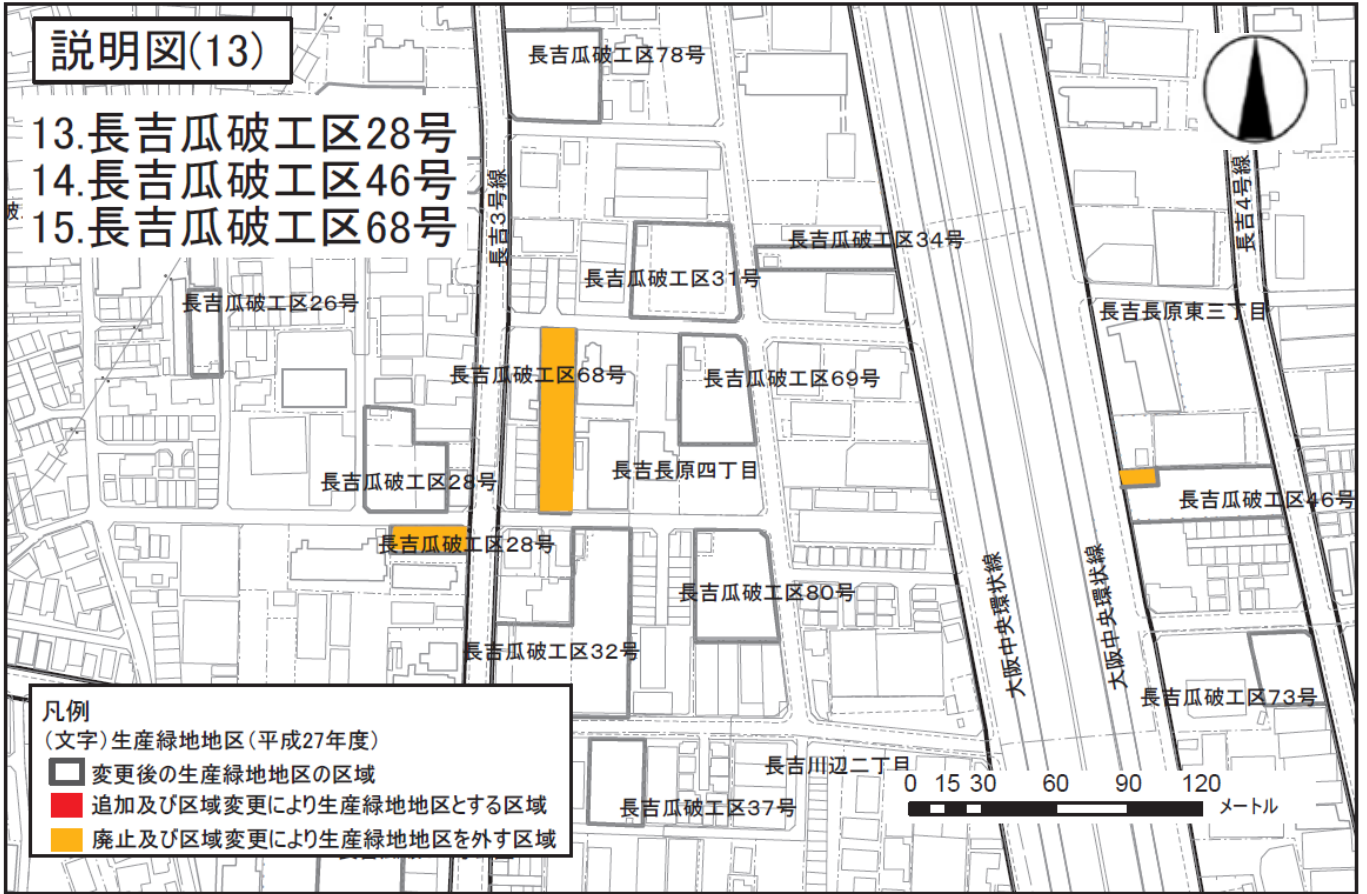 説明図(13)
13.長吉瓜破工区28号
14.長吉瓜破工区46号
15.長吉瓜破工区68号
長吉瓜破工区78号
長吉3号線
長吉4号線
長吉瓜破工区34号
長吉瓜破工区31号
長吉瓜破工区26号
長吉長原東三丁目
長吉瓜破工区68号
長吉瓜破工区69号
長吉長原四丁目
長吉瓜破工区28号
長吉瓜破工区46号
長吉瓜破工区28号
長吉瓜破工区80号
大阪中央環状線
大阪中央環状線
長吉瓜破工区32号
長吉瓜破工区73号
凡例
(文字)生産緑地地区(平成27年度)
変更後の生産緑地地区の区域
追加及び区域変更により生産緑地地区とする区域
廃止及び区域変更により生産緑地地区を外す区域
長吉川辺二丁目
長吉瓜破工区37号
0 15 30 60 90 120
メートル